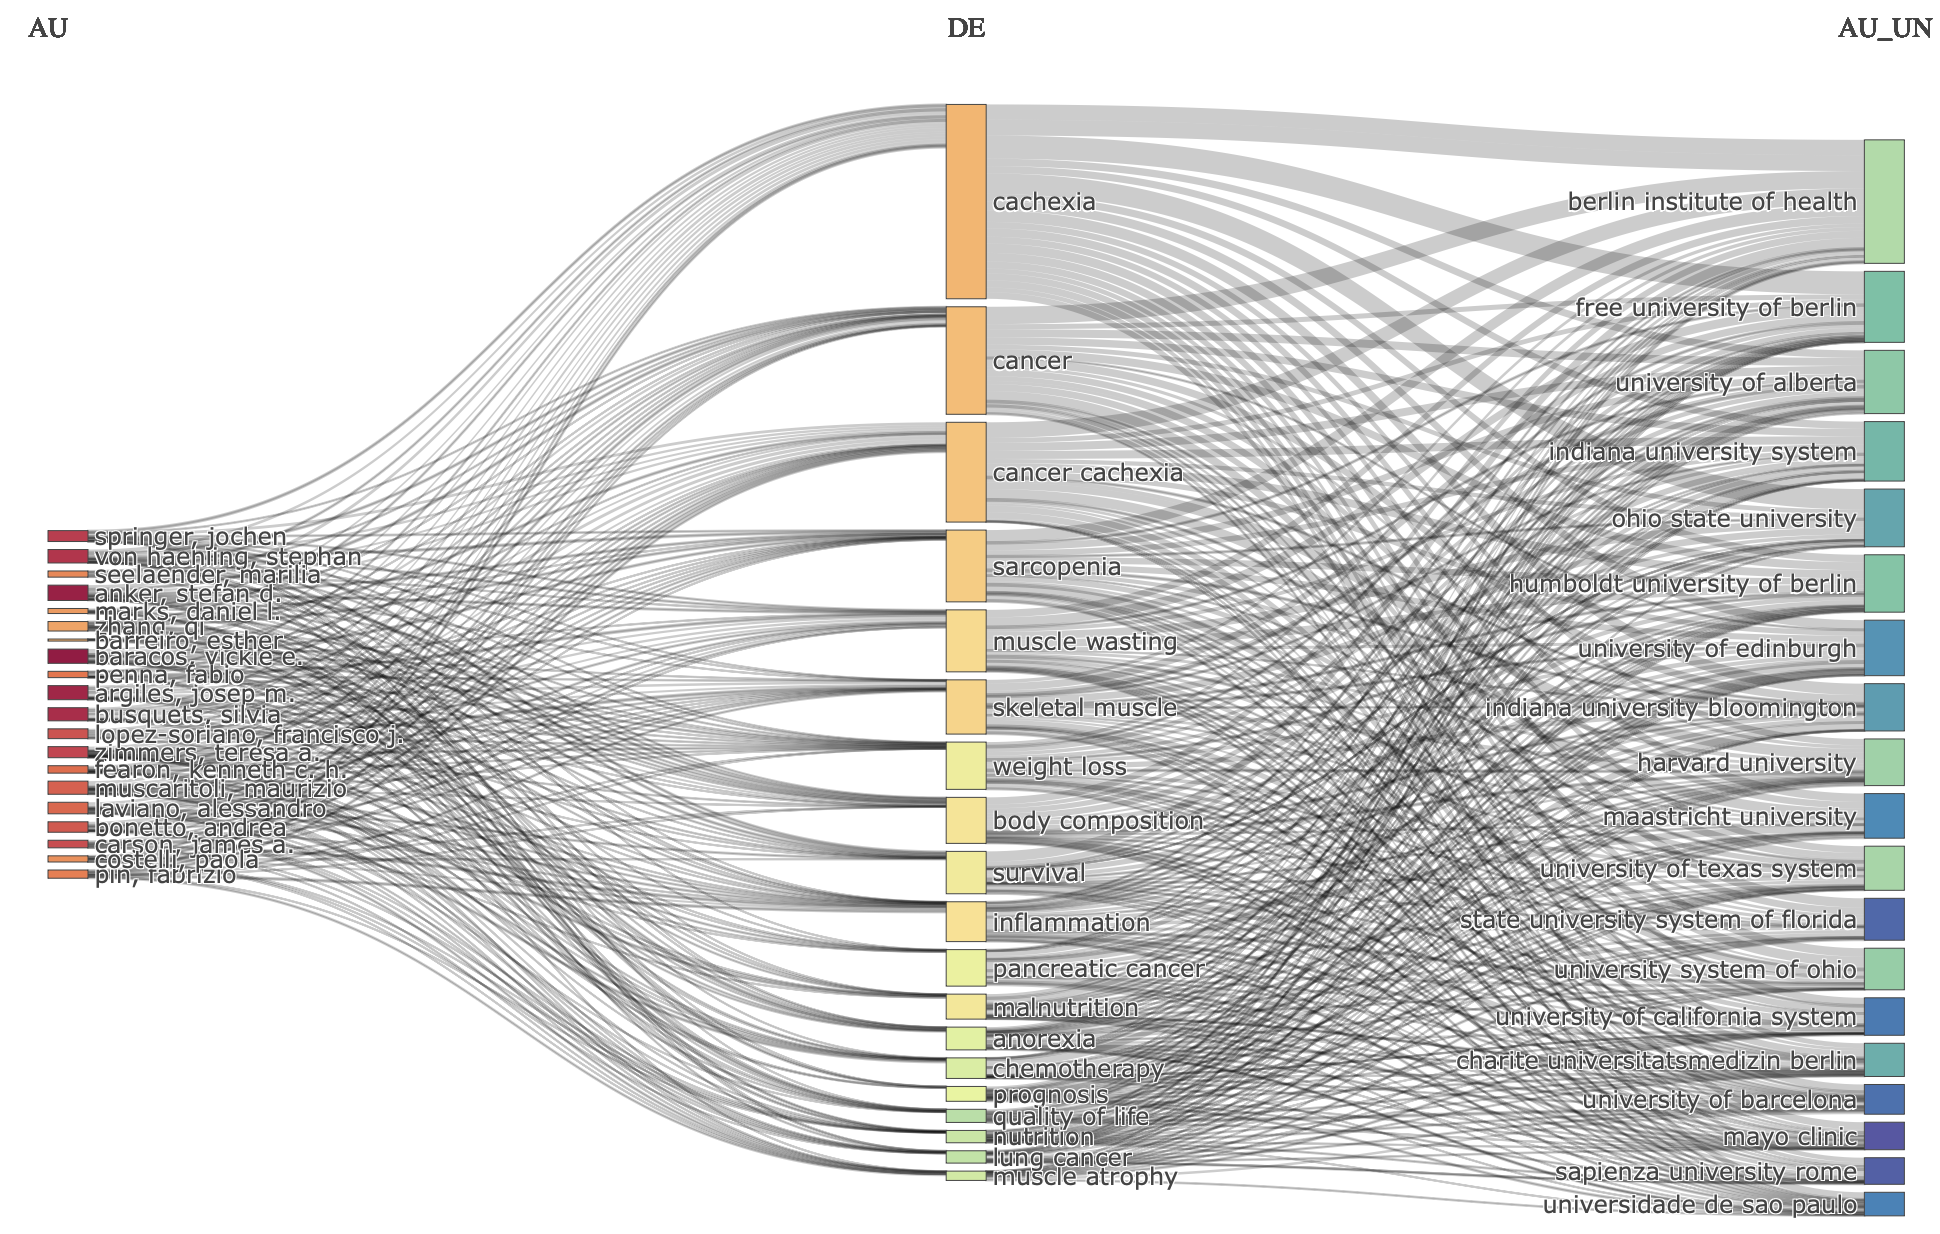 AU
DE
AU_UN
springer, jochen
von haehling, stephan
seelaender, marilia
anker, stefan d.
marks, daniel l.
zhang, qi
barreiro, esther
baracos, vickie e.
penna, fabio
argiles, josep m.
busquets, silvia
lopez-soriano, francisco j.
zimmers, teresa a.
fearon, kenneth c. h.
muscaritoli, maurizio
laviano, alessandro
bonetto, andrea
carson, james a.
costelli, paola
pin, fabrizio
cachexia
cancer
cancer cachexia
sarcopenia
muscle wasting
skeletal muscle
weight loss
body composition
survival
inflammation
pancreatic cancer
malnutrition
anorexia
chemotherapy
prognosis
quality of life
nutrition
lung cancer
muscle atrophy
berlin institute of health
free university of berlin
university of alberta
indiana university system
ohio state university
humboldt university of berlin
university of edinburgh
indiana university bloomington
harvard university
maastricht university
university of texas system
state university system of florida
university system of ohio
university of california system
charite universitatsmedizin berlin
university of barcelona
mayo clinic
sapienza university rome
universidade de sao paulo